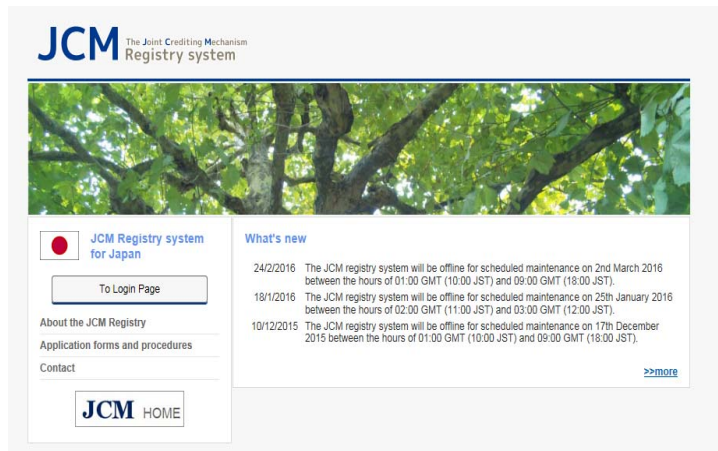 JCM The Joint Crediting Mechanism
Registry system
JCM Registry system
for Japan
To Login Page
About the JCM Registry
Application forms and procedures
Contact
JCM HOME
What's new
24/2/2016 The JCM registry system will be offline for scheduled maintenance on 2nd March 2016
between the hours of 01:00 GMT (10:00 JST) and 09:00 GMT (18:00 JST).
18/1/2016 The JCM registry system will be offline for scheduled maintenance on 25th January 2016
between the hours of 02:00 GMT (11:00 JST) and 03:00 GMT (12:00 JST).
10/12/2015 The JCM registry system will be offline for scheduled maintenance on 17th December
2015 between the hours of 01:00 GMT (10:00 JST) and 09:00 GMT (18:00 JST).
>>more